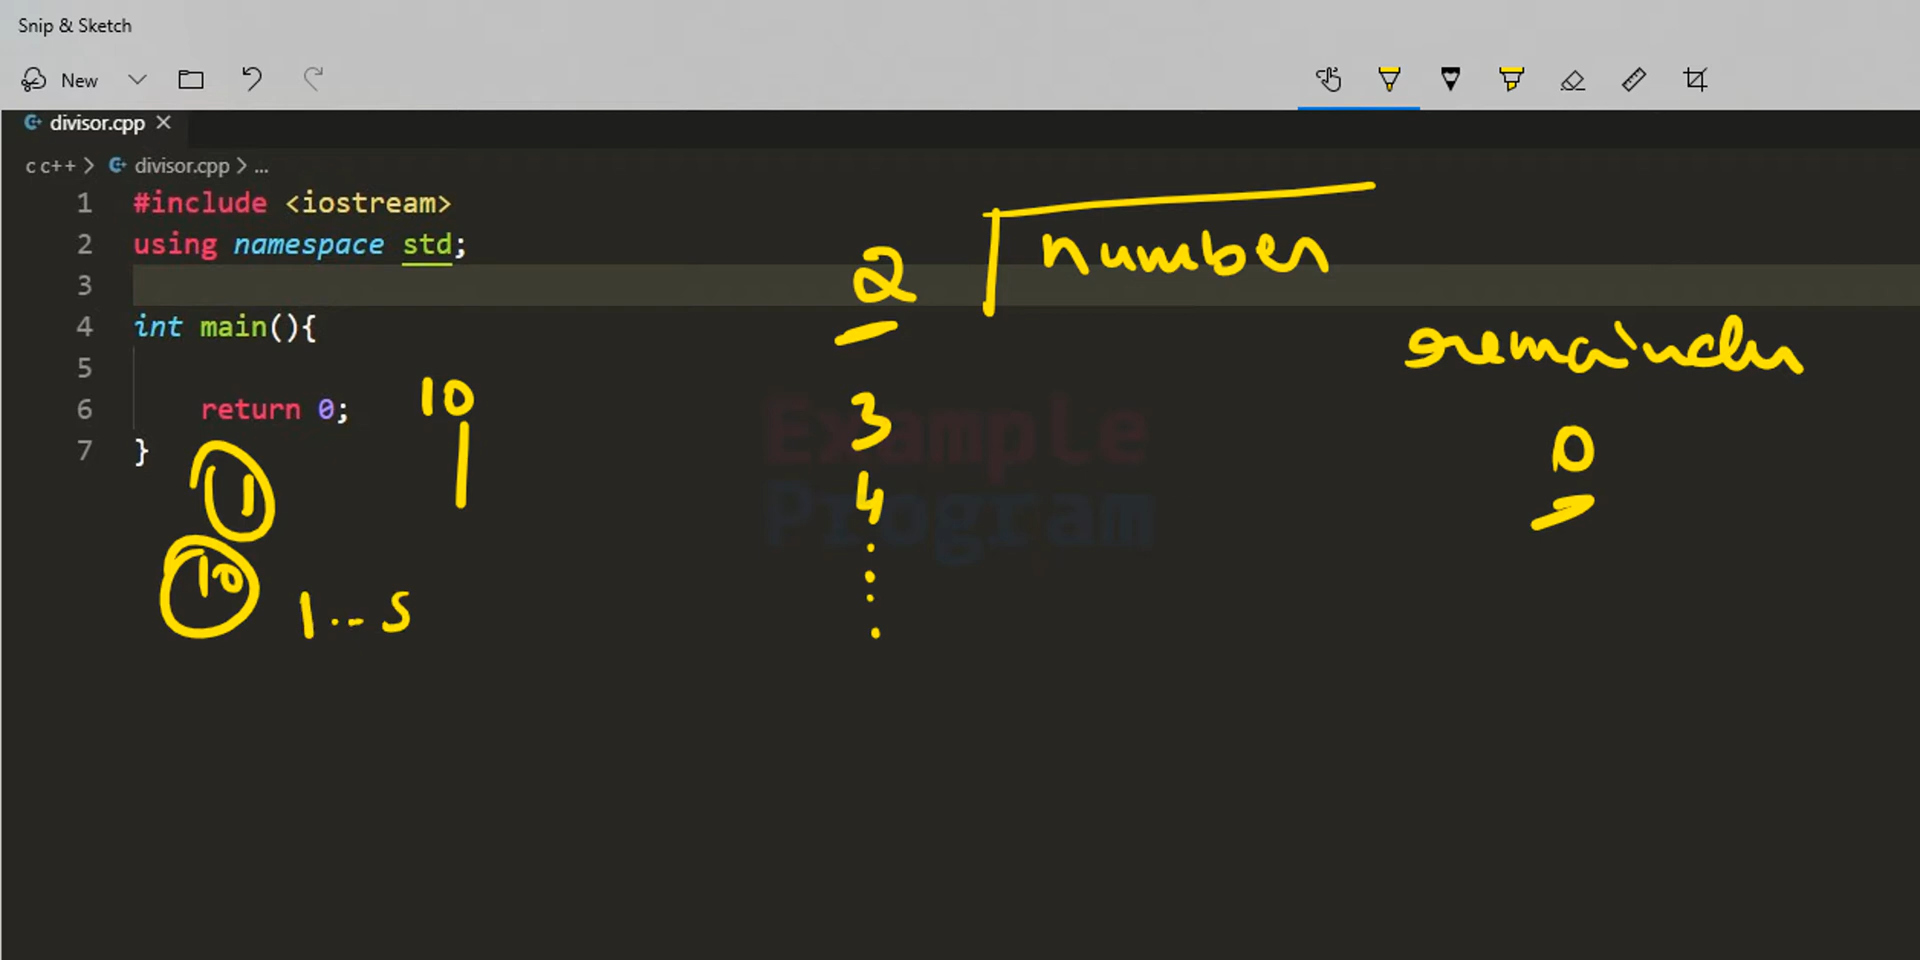 Snip & Sketch
New
divisor.cpp
c c++ > divisor.cpp > ...
1 #include <iostream>
2 using namespace std;
3
4 int main(){
5
6 return 0;
7 }
2 number
remainder
10
3
0
1
4
10
1...5
Example
Program